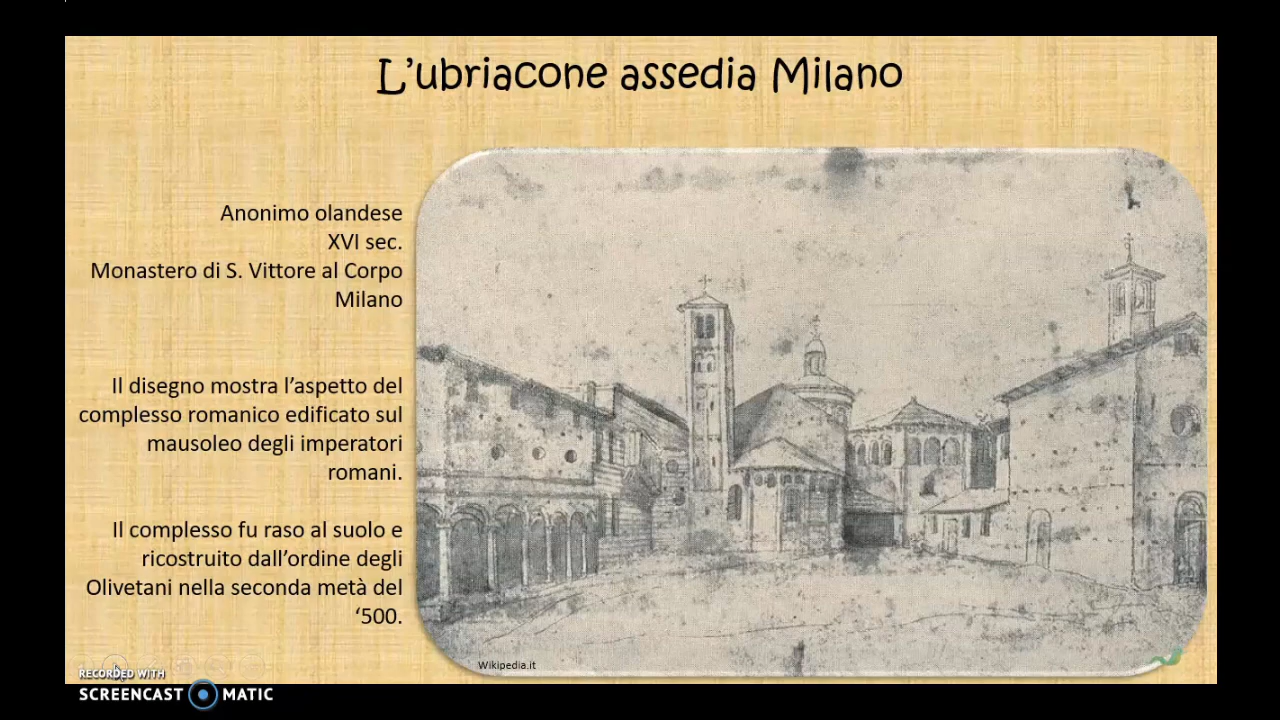 L’ubriacone assedia Milano
Anonimo olandese
XVI sec.
Monastero di S. Vittore al Corpo
Milano
Il disegno mostra l’aspetto del
complesso romanico edificato sul
mausoleo degli imperatori
romani.
Il complesso fu raso al suolo e
ricostruito dall’ordine degli
Olivetani nella seconda metà del
‘500.
Wikipedia.it
RECORDED WITH
SCREENCAST MATIC